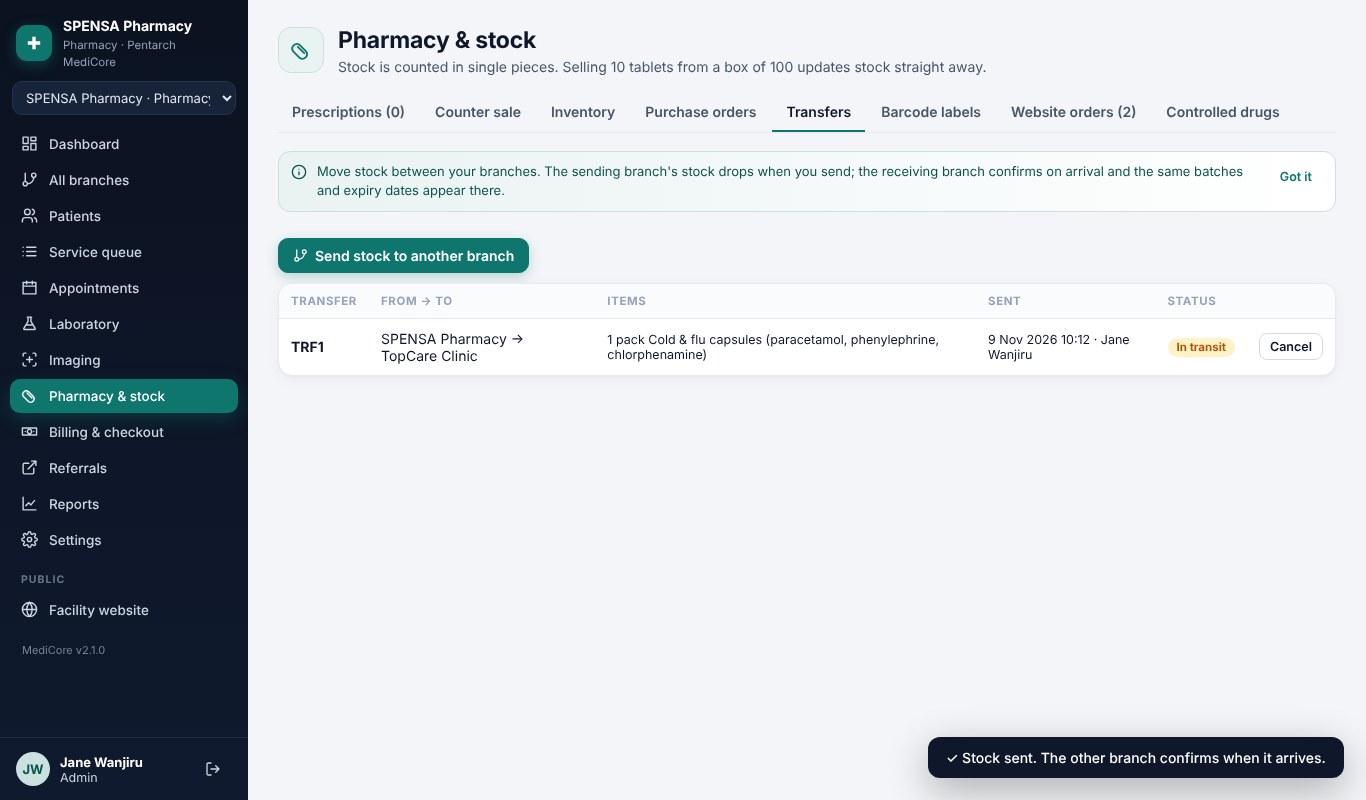 SPENSA Pharmacy
Pharmacy · Pentarch
MediCore
SPENSA Pharmacy · Pharmacy
Dashboard
All branches
Patients
Service queue
Appointments
Laboratory
Imaging
Pharmacy & stock
Billing & checkout
Referrals
Reports
Settings
PUBLIC
Facility website
MediCore v2.1.0
JW
Jane Wanjiru
Admin
Pharmacy & stock
Stock is counted in single pieces. Selling 10 tablets from a box of 100 updates stock straight away.
Prescriptions (0) Counter sale Inventory Purchase orders Transfers Barcode labels Website orders (2) Controlled drugs
Move stock between your branches. The sending branch's stock drops when you send; the receiving branch confirms on arrival and the same batches
and expiry dates appear there.
Got it
Send stock to another branch
TRANSFER FROM → TO ITEMS SENT STATUS
TRF1
SPENSA Pharmacy →
TopCare Clinic
1 pack Cold & flu capsules (paracetamol, phenylephrine,
chlorphenamine)
9 Nov 2026 10:12 · Jane
Wanjiru
In transit
Cancel
✓ Stock sent. The other branch confirms when it arrives.